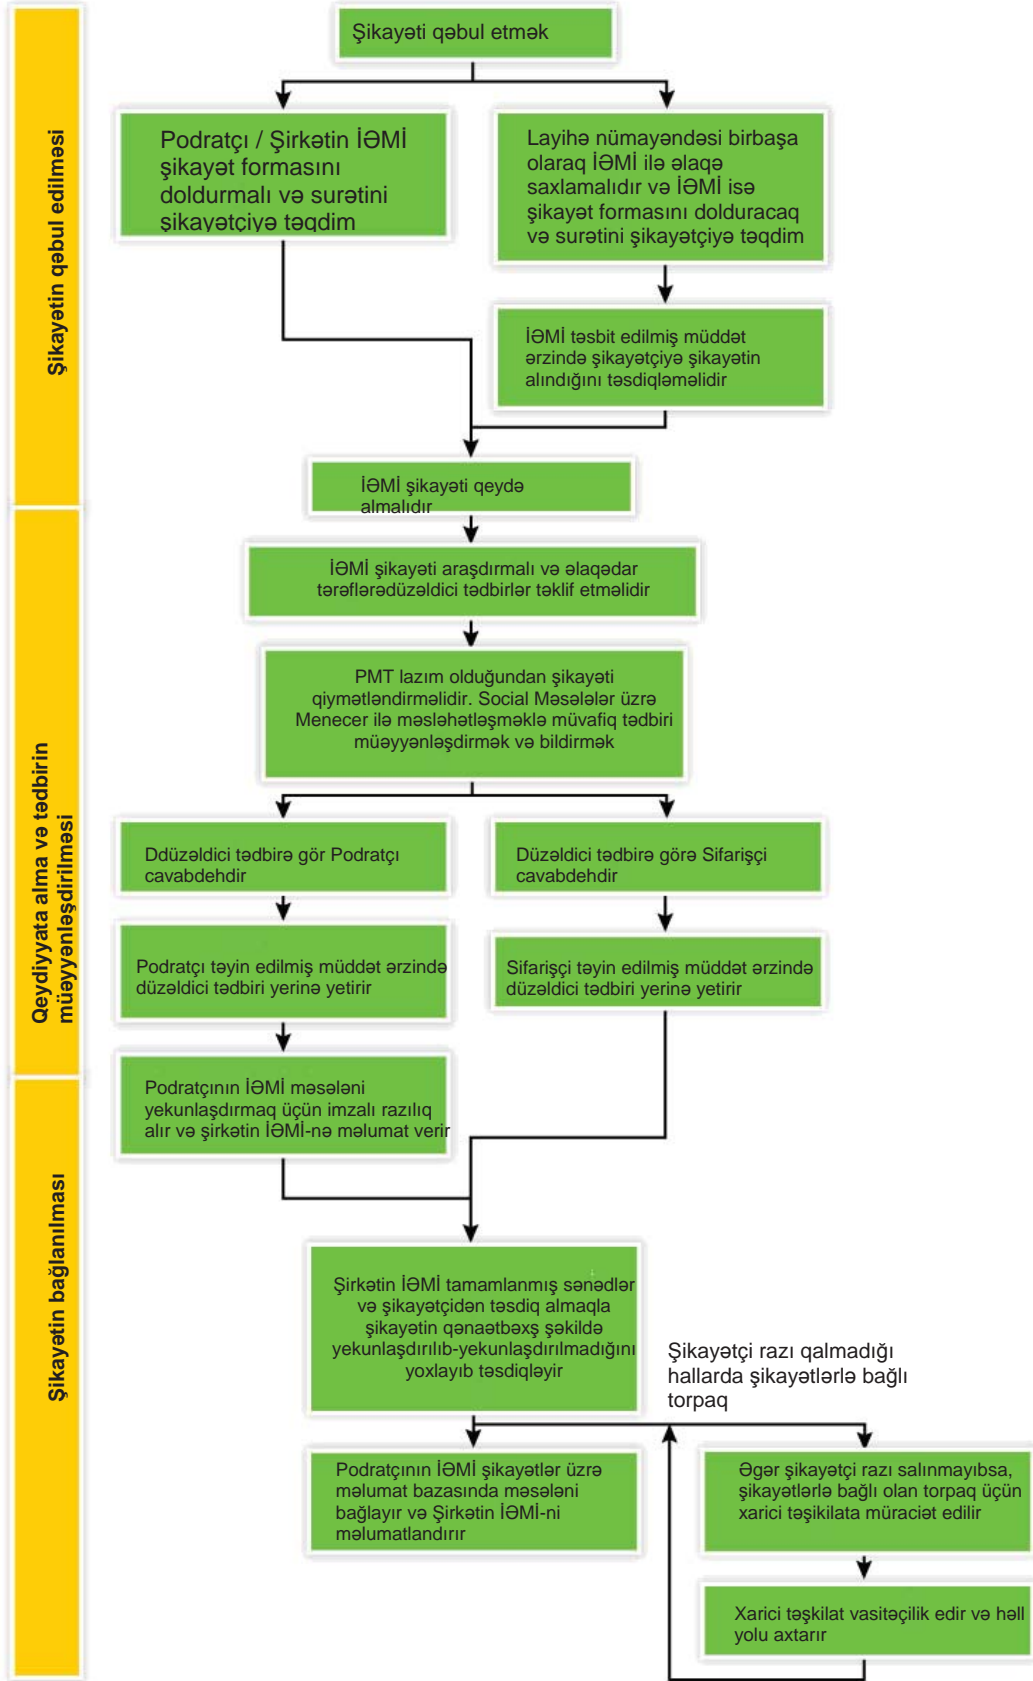 Şikayəti qəbul etmək
Şikayətin qəbul edilməsi
Podratçı / Şirkətin İƏMİ
şikayət formasını
doldurmalı və surətini
şikayətçiyə təqdim
Layihə nümayəndəsi birbaşa
olaraq İƏMİ ilə əlaqə
saxlamalıdır və İƏMİ isə
şikayət formasını dolduracaq
və surətini şikayətçiyə təqdim
İƏMİ təsbit edilmiş müddət
ərzində şikayətçiyə şikayətin
alındığını təsdiqləməlidir
İƏMİ şikayəti qeydə
almalıdır
Qeydiyyata alma və tədbirin
müəyyənləşdirilməsi
İƏMİ şikayəti araşdırmalı və əlaqədar
tərəflərədüzəldici tədbirlər təklif etməlidir
PMT lazım olduğundan şikayəti
qiymətləndirməlidir. Social Məsələlər üzrə
Menecer ilə məsləhətləşməklə müvafiq tədbiri
müəyyənləşdirmək və bildirmək
Ddüzəldici tədbirə gör Podratçı
cavabdehdir
Düzəldici tədbirə görə Sifarişçi
cavabdehdir
Podratçı təyin edilmiş müddət ərzində
düzəldici tədbiri yerinə yetirir
Sifarişçi təyin edilmiş müddət ərzində
düzəldici tədbiri yerinə yetirir
Şikayətin bağlanılması
Podratçının İƏMİ məsələni
yekunlaşdırmaq üçün imzalı razılıq
alır və şirkətin İƏMİ-nə məlumat verir
Şirkətin İƏMİ tamamlanmış sənədlər
və şikayətçidən təsdiq almaqla
şikayətin qənaətbəxş şəkildə
yekunlaşdırılıb-yekunlaşdırılmadığını
yoxlayıb təsdiqləyir
Şikayətçi razı qalmadığı
hallarda şikayətlərlə bağlı
torpaq
Podratçının İƏMİ şikayətlər üzrə
məlumat bazasında məsələni
bağlayır və Şirkətin İƏMİ-ni
məlumatlandırır
Əgər şikayətçi razı salınmayıbsa,
şikayətlərlə bağlı olan torpaq üçün
xarici təşikilata müraciət edilir
Xarici təşkilat vasitəçilik edir və həll
yolu axtarır